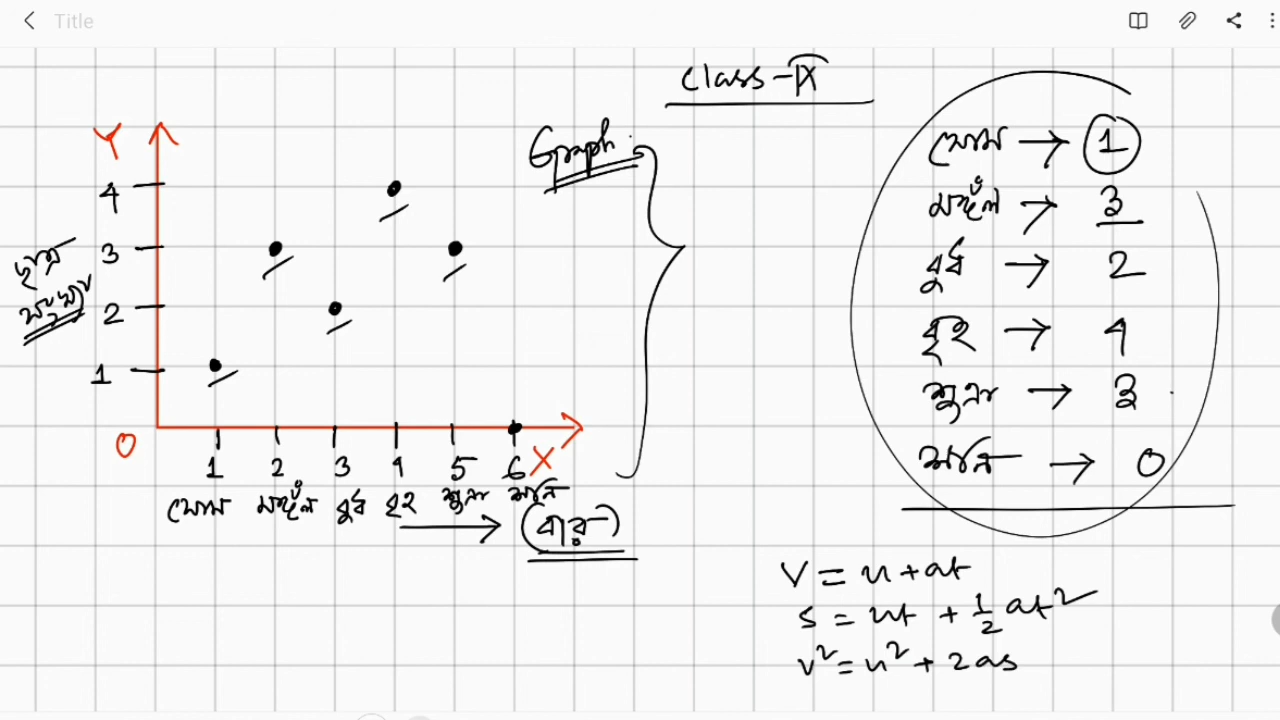 Title
Class-IX
Graph
Y
4
3
2
1
O
X
1 2 3 4 5 6
সোম মঙ্গল বুধ বৃহ শুক্র শনি
(বার)
সোম → 1
মঙ্গল → 3
বুধ → 2
বৃহ → 4
শুক্র → 3
শনি → 0
v = u + at
s = ut + 1/2 at²
v² = u² + 2as